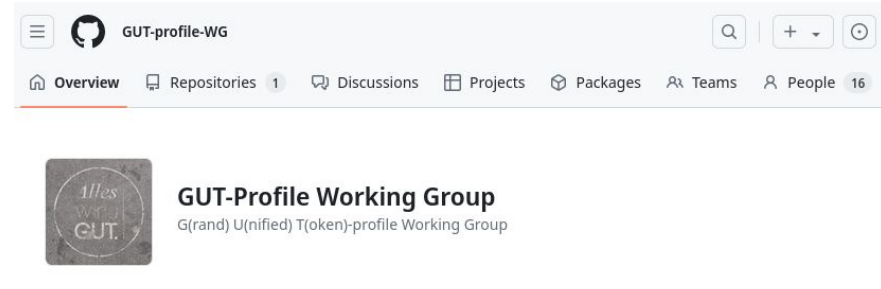 GUT-profile-WG
Overview Repositories 1 Discussions Projects Packages Teams People 16
Alles
wird
GUT.
GUT-Profile Working Group
G(rand) U(nified) T(oken)-profile Working Group